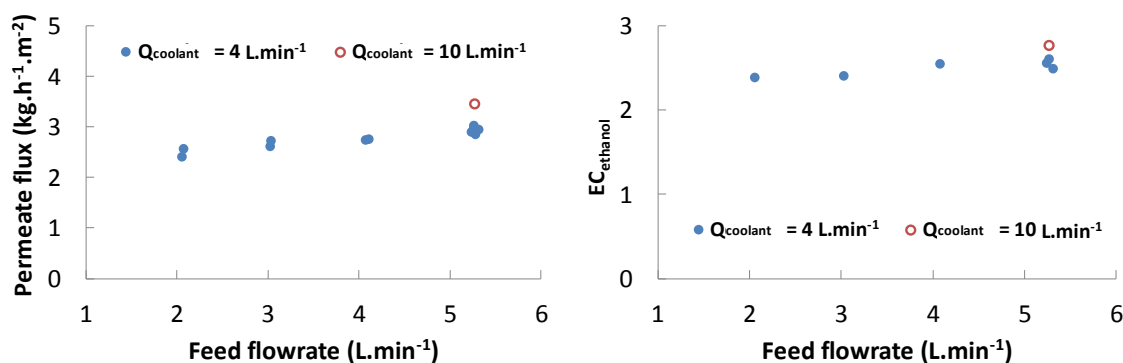 Permeate flux (kg.h⁻¹.m⁻²)
5
4
3
2
1
0
Qcoolant = 4 L.min⁻¹ Qcoolant = 10 L.min⁻¹
1 2 3 4 5 6
Feed flowrate (L.min⁻¹)
ECethanol
3
2
1
0
Qcoolant = 4 L.min⁻¹ Qcoolant = 10 L.min⁻¹
1 2 3 4 5 6
Feed flowrate (L.min⁻¹)